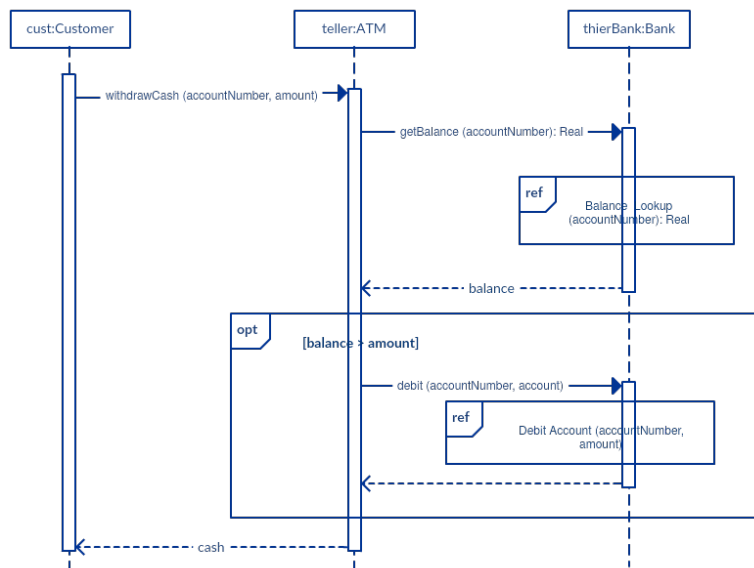 cust:Customer
teller:ATM
thierBank:Bank
withdrawCash (accountNumber, amount)
getBalance (accountNumber): Real
ref
Balance Lookup
(accountNumber): Real
balance
opt
[balance > amount]
debit (accountNumber, account)
ref
Debit Account (accountNumber,
amount)
cash